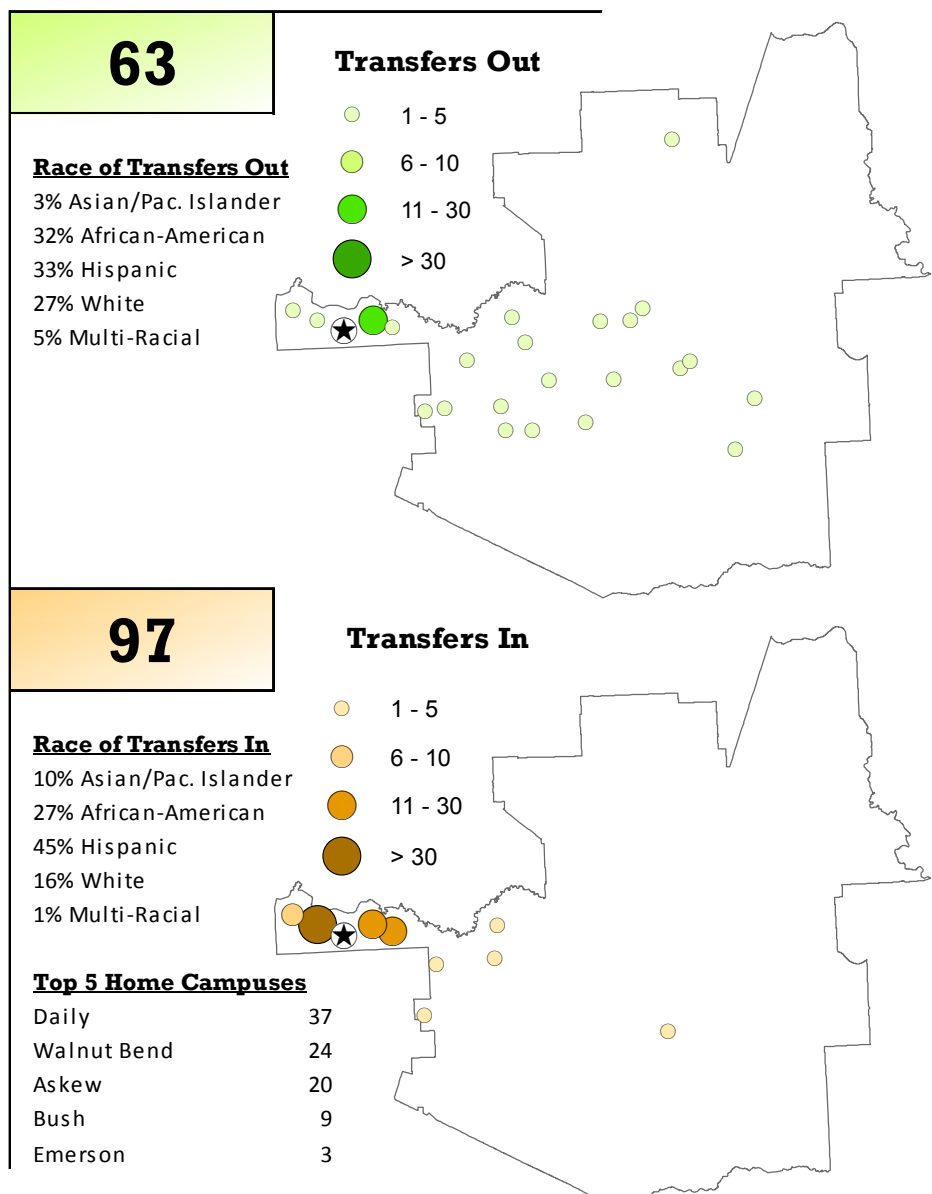 63
Transfers Out
1 - 5
6 - 10
11 - 30
> 30
Race of Transfers Out
3% Asian/Pac. Islander
32% African-American
33% Hispanic
27% White
5% Multi-Racial
97
Transfers In
1 - 5
6 - 10
11 - 30
> 30
Race of Transfers In
10% Asian/Pac. Islander
27% African-American
45% Hispanic
16% White
1% Multi-Racial
Top 5 Home Campuses
Daily 37
Walnut Bend 24
Askew 20
Bush 9
Emerson 3